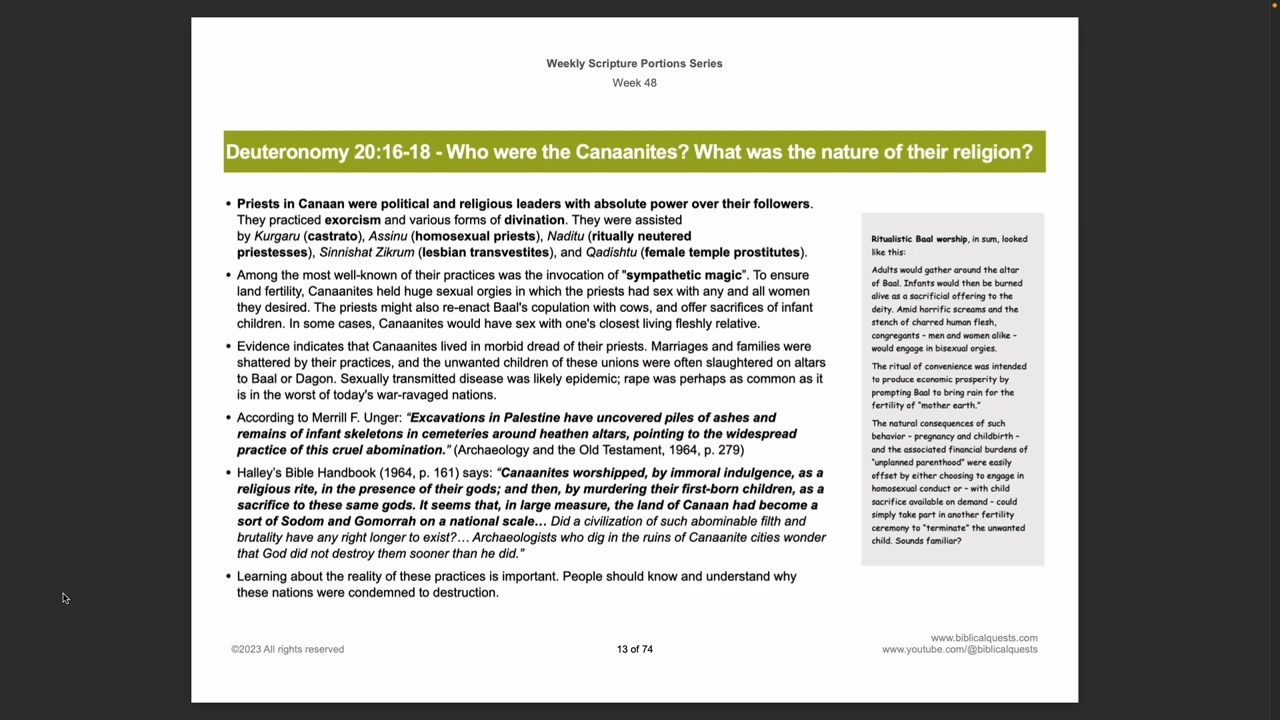 Weekly Scripture Portions Series
Week 48
Deuteronomy 20:16-18 - Who were the Canaanites? What was the nature of their religion?
• Priests in Canaan were political and religious leaders with absolute power over their followers.
They practiced exorcism and various forms of divination. They were assisted
by Kurgaru (castrato), Assinu (homosexual priests), Naditu (ritually neutered
priestesses), Sinnishat Zikrum (lesbian transvestites), and Qadishtu (female temple prostitutes).
• Among the most well-known of their practices was the invocation of "sympathetic magic". To ensure
land fertility, Canaanites held huge sexual orgies in which the priests had sex with any and all women
they desired. The priests might also re-enact Baal's copulation with cows, and offer sacrifices of infant
children. In some cases, Canaanites would have sex with one's closest living fleshly relative.
• Evidence indicates that Canaanites lived in morbid dread of their priests. Marriages and families were
shattered by their practices, and the unwanted children of these unions were often slaughtered on altars
to Baal or Dagon. Sexually transmitted disease was likely epidemic; rape was perhaps as common as it
is in the worst of today's war-ravaged nations.
• According to Merrill F. Unger: “Excavations in Palestine have uncovered piles of ashes and
remains of infant skeletons in cemeteries around heathen altars, pointing to the widespread
practice of this cruel abomination.” (Archaeology and the Old Testament, 1964, p. 279)
• Halley’s Bible Handbook (1964, p. 161) says: “Canaanites worshipped, by immoral indulgence, as a
religious rite, in the presence of their gods; and then, by murdering their first-born children, as a
sacrifice to these same gods. It seems that, in large measure, the land of Canaan had become a
sort of Sodom and Gomorrah on a national scale… Did a civilization of such abominable filth and
brutality have any right longer to exist?… Archaeologists who dig in the ruins of Canaanite cities wonder
that God did not destroy them sooner than he did.”
• Learning about the reality of these practices is important. People should know and understand why
these nations were condemned to destruction.
Ritualistic Baal worship, in sum, looked
like this:
Adults would gather around the altar
of Baal. Infants would then be burned
alive as a sacrificial offering to the
deity. Amid horrific screams and the
stench of charred human flesh,
congregants – men and women alike –
would engage in bisexual orgies.
The ritual of convenience was intended
to produce economic prosperity by
prompting Baal to bring rain for the
fertility of “mother earth.”
The natural consequences of such
behavior – pregnancy and childbirth –
and the associated financial burdens of
“unplanned parenthood” were easily
offset by either choosing to engage in
homosexual conduct or – with child
sacrifice available on demand – could
simply take part in another fertility
ceremony to “terminate” the unwanted
child. Sounds familiar?
©2023 All rights reserved
13 of 74
www.biblicalquests.com
www.youtube.com/@biblicalquests